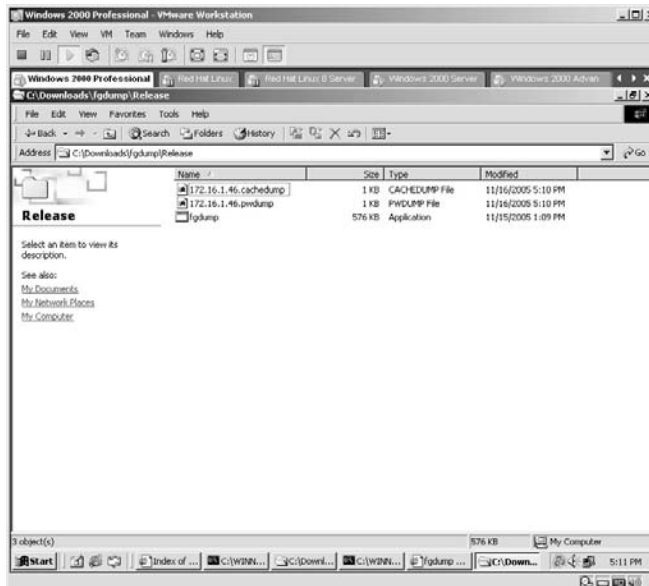 Windows 2000 Professional - VMware Workstation
File Edit View VM Team Windows Help
Windows 2000 Professional Red Hat Linux Red Hat Linux 8 Server Windows 2000 Server Windows 2000 Advan
C:\Downloads\fgdump\Release
File Edit View Favorites Tools Help
Back Search Folders History
Address C:\Downloads\fgdump\Release Go
Name Size Type Modified
172.16.1.46.cachedump 1 KB CACHEDUMP File 11/16/2005 5:10 PM
172.16.1.46.pwdump 1 KB PWDUMP File 11/16/2005 5:10 PM
fgdump 576 KB Application 11/15/2005 1:09 PM
Release
Select an item to view its
description.
See also:
My Documents
My Network Places
My Computer
3 object(s) 576 KB My Computer
Start Index of ... C:\WINN... C:\Downl... C:\WINN... fgdump ... C:\Down... 5:11 PM